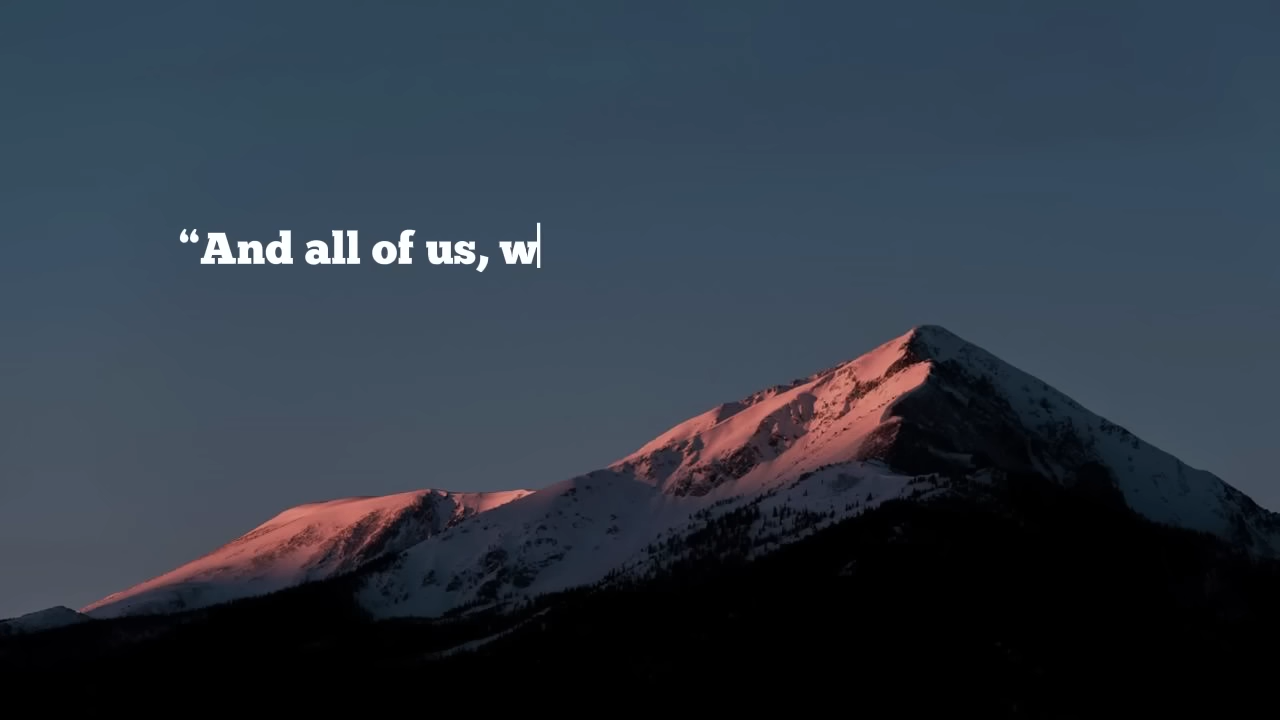 “And all of us, w